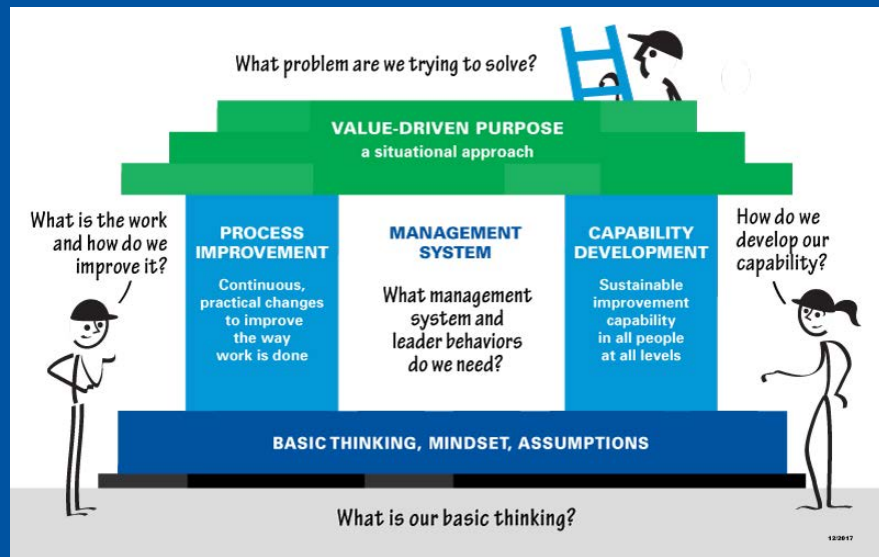 What problem are we trying to solve?
VALUE-DRIVEN PURPOSE
a situational approach
What is the work
and how do we
improve it?
PROCESS
IMPROVEMENT
Continuous,
practical changes
to improve
the way
work is done
MANAGEMENT
SYSTEM
What management
system and
leader behaviors
do we need?
CAPABILITY
DEVELOPMENT
Sustainable
improvement
capability
in all people
at all levels
How do we
develop our
capability?
BASIC THINKING, MINDSET, ASSUMPTIONS
What is our basic thinking?
12/2017